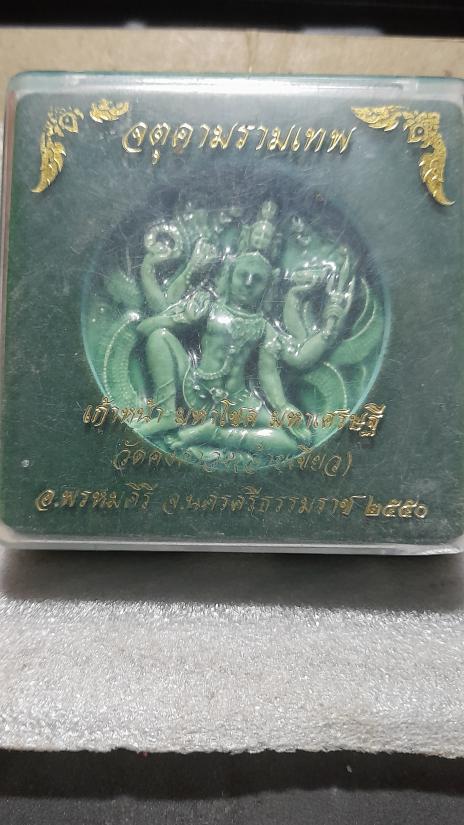 จตุคามรามเทพ
เก้าหน้า มหาโชค มหาเศรษฐี
อ.พรหมคีรี จ.นครศรีธรรมราช ๒๕๕๐